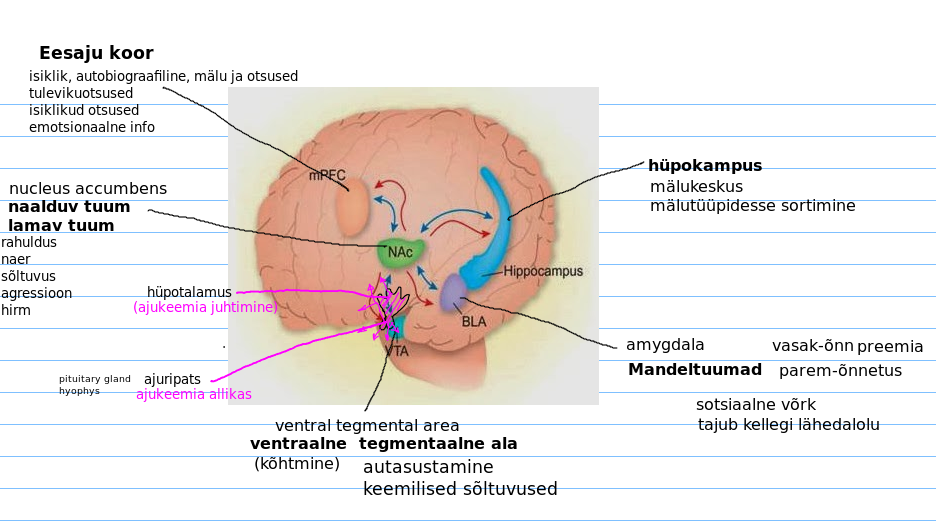 Eesaju koor
isiklik, autobiograafiline, mälu ja otsused
tulevikuotsused
isiklikud otsused
emotsionaalne info
mPFC
hüpokampus
mälukeskus
mälutüüpidesse sortimine
nucleus accumbens
naalduv tuum
lamav tuum
rahuldus
naer
sõltuvus
agressioon
hirm
NAc
Hippocampus
hüpotalamus
(ajukeemia juhtimine)
BLA
VTA
amygdala
vasak-õnn preemia
Mandeltuumad
parem-õnnetus
pituitary gland
hyophys
ajuripats
ajukeemia allikas
sotsiaalne võrk
tajub kellegi lähedalolu
ventral tegmental area
ventraalne tegmentaalne ala
(kõhtmine)
autasustamine
keemilised sõltuvused